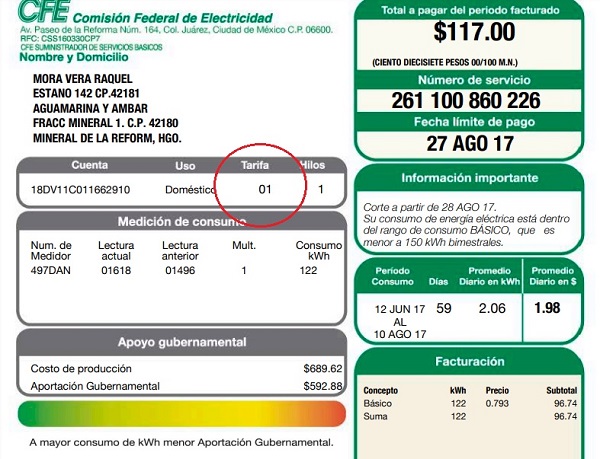 CFE Comisión Federal de Electricidad
Av. Paseo de la Reforma Núm. 164, Col. Juárez, Ciudad de México C.P. 06600.
RFC: CSS160330CP7
CFE SUMINISTRADOR DE SERVICIOS BASICOS
Nombre y Domicilio
MORA VERA RAQUEL
ESTANO 142 CP.42181
AGUAMARINA Y AMBAR
FRACC MINERAL 1. C.P. 42180
MINERAL DE LA REFORM, HGO.
Total a pagar del periodo facturado
$117.00
(CIENTO DIECISIETE PESOS 00/100 M.N.)
Número de servicio
261 100 860 226
Fecha límite de pago
27 AGO 17
Cuenta Uso Tarifa Hilos
18DV11C011662910 Doméstico 01 1
Información importante
Corte a partir de 28 AGO 17.
Su consumo de energía eléctrica está dentro
del rango de consumo BÁSICO, que es
menor a 150 kWh bimestrales.
Medición de consumo
Num. de Lectura Lectura Mult. Consumo
Medidor actual anterior kWh
497DAN 01618 01496 1 122
Período Días Promedio Promedio
Consumo Diario en kWh Diario en $
12 JUN 17 59 2.06 1.98
AL
10 AGO 17
Apoyo gubernamental
Costo de producción $689.62
Aportación Gubernamental $592.88
A mayor consumo de kWh menor Aportación Gubernamental.
Facturación
Concepto kWh Precio Subtotal
Básico 122 0.793 96.74
Suma 122 96.74